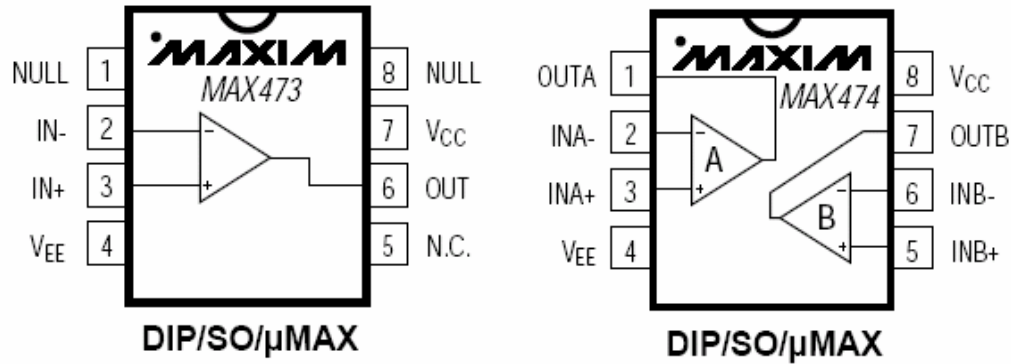 MAXIM
MAX473
NULL 1
IN- 2
IN+ 3
VEE 4
8 NULL
7 VCC
6 OUT
5 N.C.
-
+
DIP/SO/µMAX
MAXIM
MAX474
OUTA 1
INA- 2
INA+ 3
VEE 4
8 VCC
7 OUTB
6 INB-
5 INB+
-
A
+
-
B
+
DIP/SO/µMAX